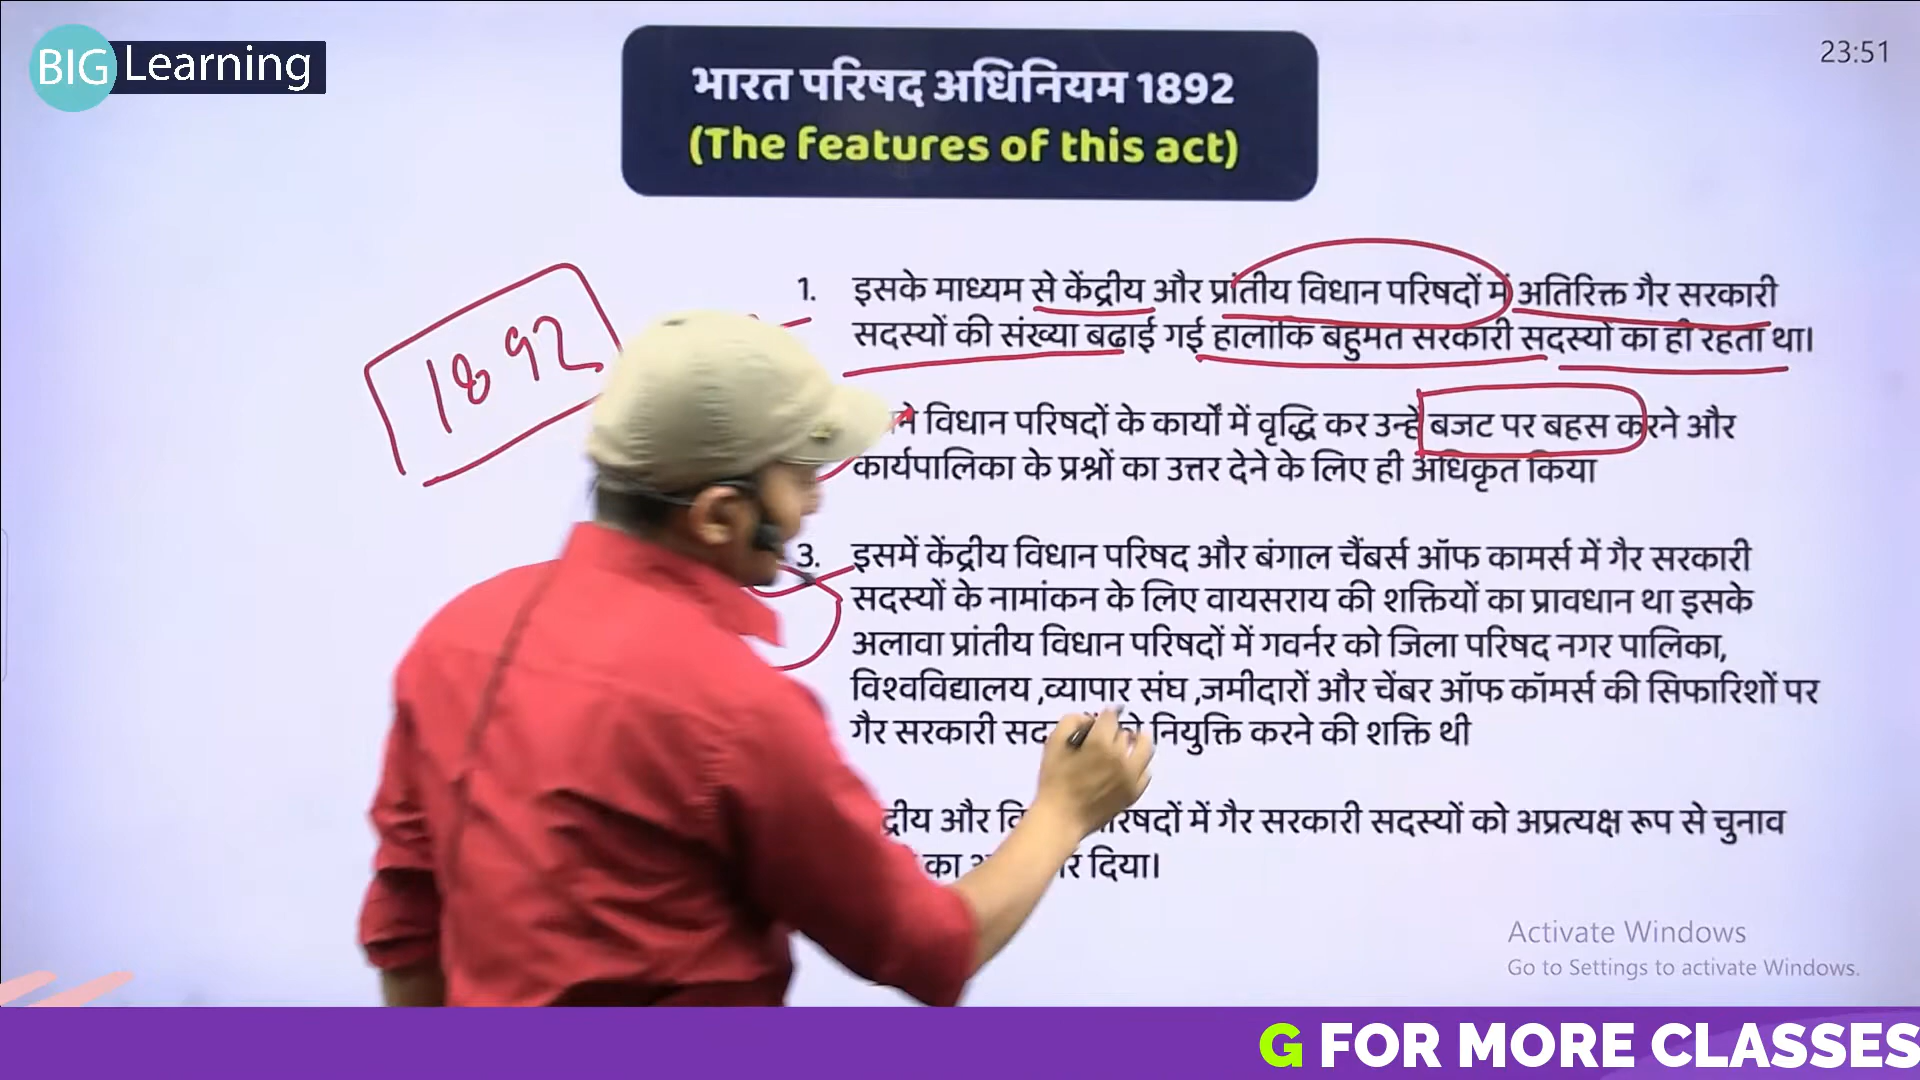 BIG Learning
23:51
भारत परिषद अधिनियम 1892
(The features of this act)
1892
1. इसके माध्यम से केंद्रीय और प्रांतीय विधान परिषदों में अतिरिक्त गैर सरकारी
सदस्यों की संख्या बढाई गई हालांकि बहुमत सरकारी सदस्यो का ही रहता था।
विधान परिषदों के कार्यों में वृद्धि कर उन्हे बजट पर बहस करने और
कार्यपालिका के प्रश्नों का उत्तर देने के लिए ही अधिकृत किया
3. इसमें केंद्रीय विधान परिषद और बंगाल चैंबर्स ऑफ कामर्स में गैर सरकारी
सदस्यों के नामांकन के लिए वायसराय की शक्तियों का प्रावधान था इसके
अलावा प्रांतीय विधान परिषदों में गवर्नर को जिला परिषद नगर पालिका,
विश्वविद्यालय ,व्यापार संघ ,जमीदारों और चेंबर ऑफ कॉमर्स की सिफारिशों पर
गैर सरकारी नियुक्ति करने की शक्ति थी
और में गैर सरकारी सदस्यों को अप्रत्यक्ष रूप से चुनाव
का दिया।
Activate Windows
Go to Settings to activate Windows.
G FOR MORE CLASSES